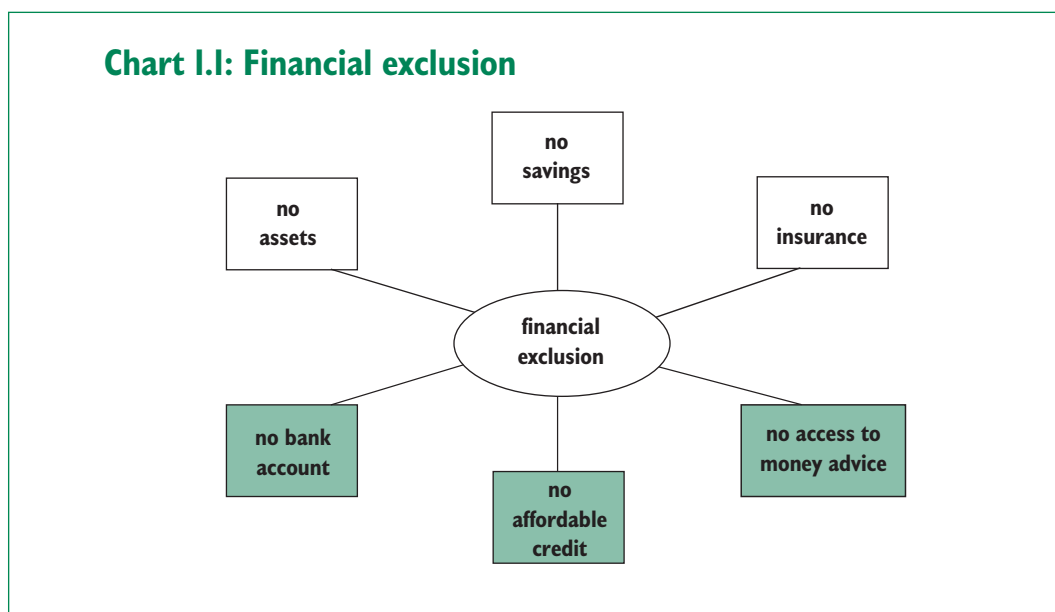 Chart 1.1: Financial exclusion
no
savings
no
assets
no
insurance
financial
exclusion
no bank
account
no
affordable
credit
no access to
money advice